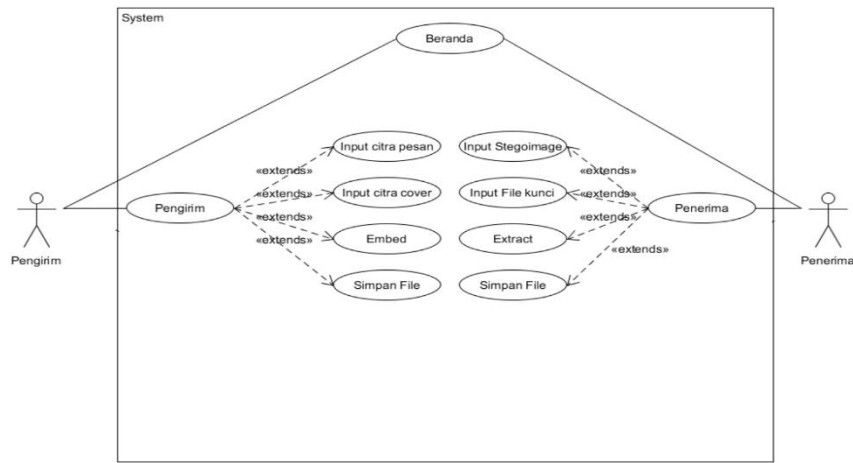 System
Beranda
Input citra pesan
Input Stegoimage
«extends»
«extends»
Input citra cover
Input File kunci
«extends»
«extends»
Pengirim
Penerima
«extends»
«extends»
Embed
Extract
«extends»
«extends»
Pengirim
Penerima
Simpan File
Simpan File